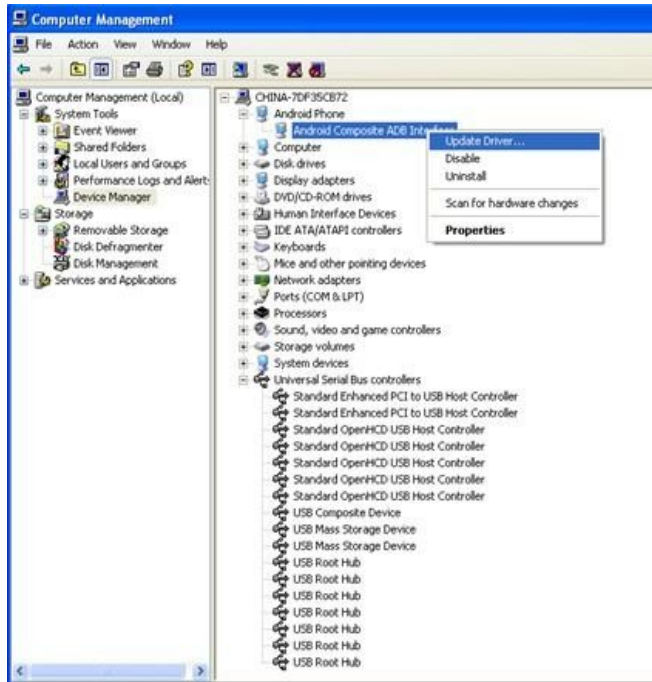 Computer Management
File Action View Window Help
Computer Management (Local)
System Tools
Event Viewer
Shared Folders
Local Users and Groups
Performance Logs and Alert:
Device Manager
Storage
Removable Storage
Disk Defragmenter
Disk Management
Services and Applications
CHINA-7DF35CB72
Android Phone
Android Composite ADB Interface
Computer
Disk drives
Display adapters
DVD/CD-ROM drives
Human Interface Devices
IDE ATA/ATAPI controllers
Keyboards
Mice and other pointing devices
Network adapters
Ports (COM & LPT)
Processors
Sound, video and game controllers
Storage volumes
System devices
Universal Serial Bus controllers
Standard Enhanced PCI to USB Host Controller
Standard Enhanced PCI to USB Host Controller
Standard OpenHCD USB Host Controller
Standard OpenHCD USB Host Controller
Standard OpenHCD USB Host Controller
Standard OpenHCD USB Host Controller
Standard OpenHCD USB Host Controller
USB Composite Device
USB Mass Storage Device
USB Mass Storage Device
USB Root Hub
USB Root Hub
USB Root Hub
USB Root Hub
USB Root Hub
USB Root Hub
USB Root Hub
Update Driver...
Disable
Uninstall
Scan for hardware changes
Properties